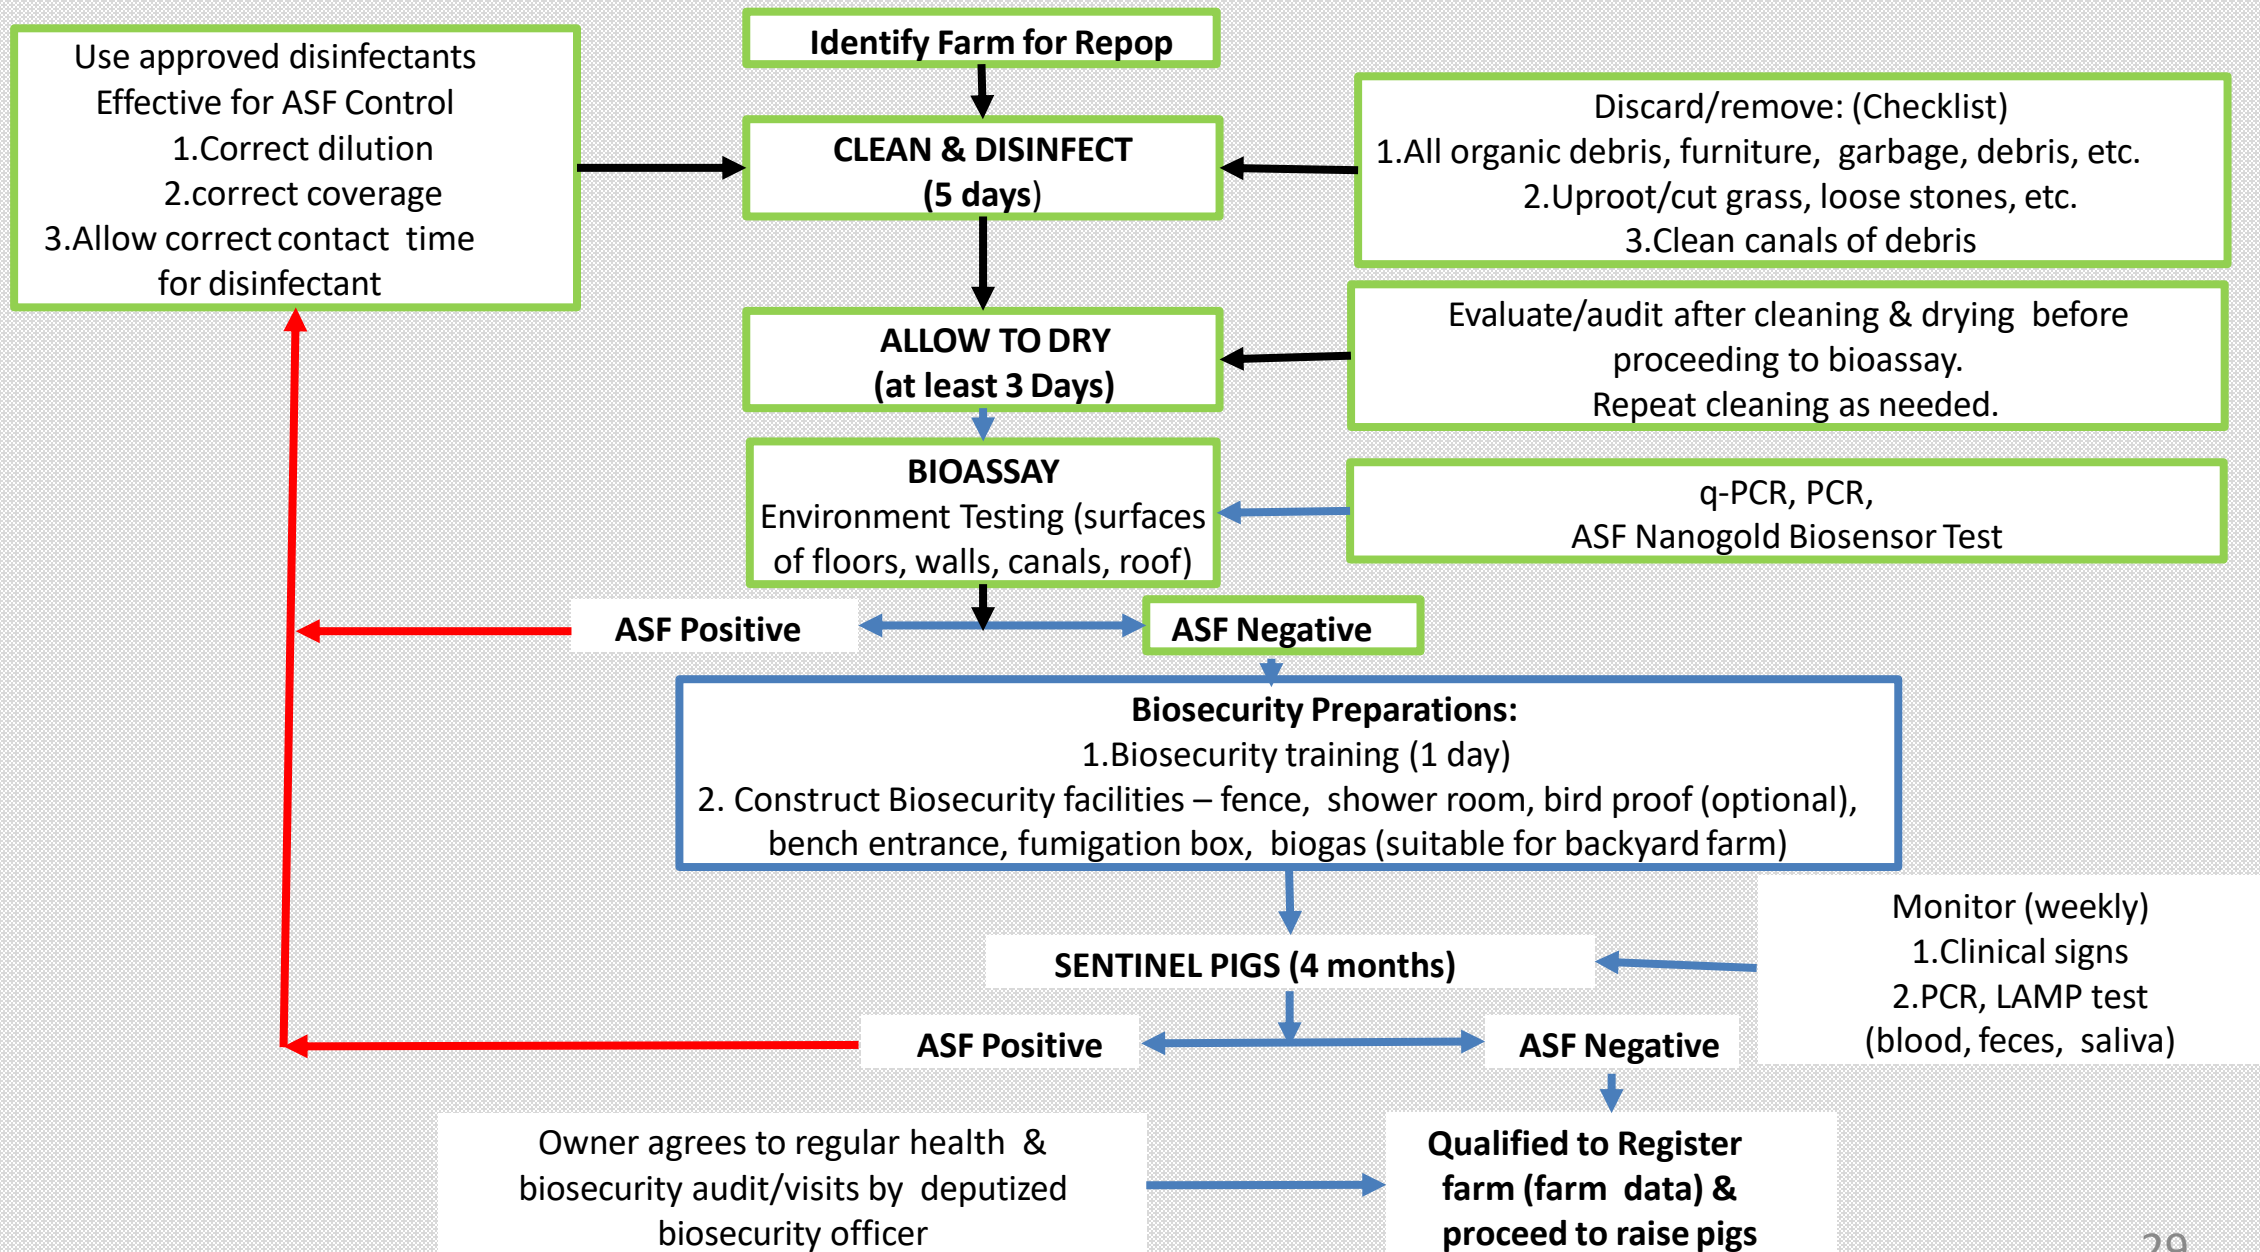 Identify Farm for Repop
Use approved disinfectants
Effective for ASF Control
1.Correct dilution
2.correct coverage
3.Allow correct contact time
for disinfectant
CLEAN & DISINFECT
(5 days)
Discard/remove: (Checklist)
1.All organic debris, furniture, garbage, debris, etc.
2.Uproot/cut grass, loose stones, etc.
3.Clean canals of debris
ALLOW TO DRY
(at least 3 Days)
Evaluate/audit after cleaning & drying before
proceeding to bioassay.
Repeat cleaning as needed.
BIOASSAY
Environment Testing (surfaces
of floors, walls, canals, roof)
q-PCR, PCR,
ASF Nanogold Biosensor Test
ASF Positive
ASF Negative
Biosecurity Preparations:
1.Biosecurity training (1 day)
2. Construct Biosecurity facilities – fence, shower room, bird proof (optional),
bench entrance, fumigation box, biogas (suitable for backyard farm)
SENTINEL PIGS (4 months)
Monitor (weekly)
1.Clinical signs
2.PCR, LAMP test
(blood, feces, saliva)
ASF Positive
ASF Negative
Owner agrees to regular health &
biosecurity audit/visits by deputized
biosecurity officer
Qualified to Register
farm (farm data) &
proceed to raise pigs
29